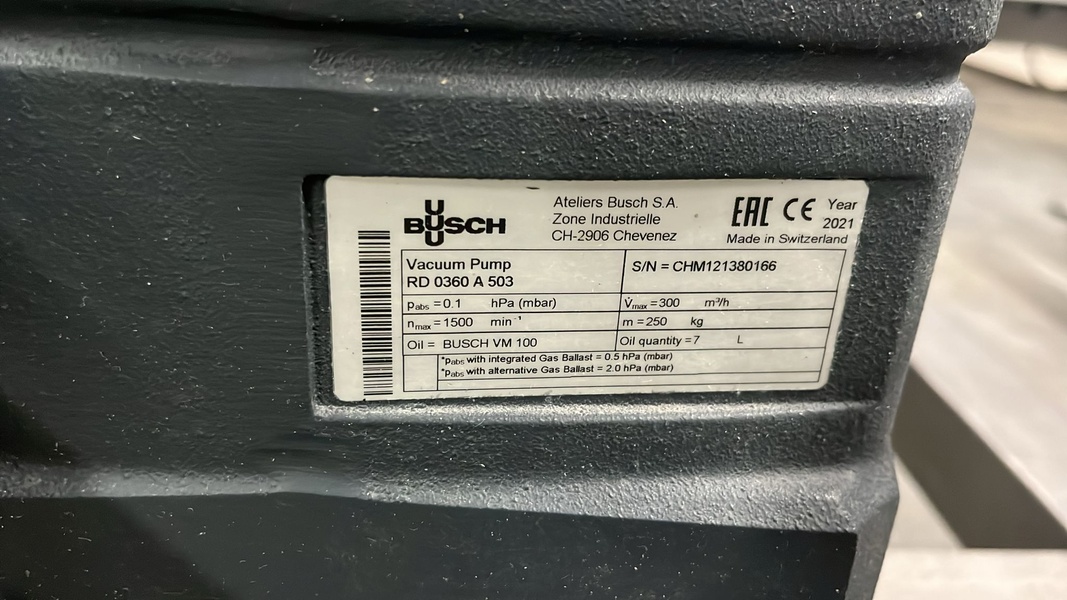 BUSCH
Ateliers Busch S.A.
Zone Industrielle
CH-2906 Chevenez
EAC CE Year
2021
Made in Switzerland
Vacuum Pump
RD 0360 A 503
S/N = CHM121380166
pabs = 0.1 hPa (mbar)
V̇max = 300 m³/h
nmax = 1500 min⁻¹
m = 250 kg
Oil = BUSCH VM 100
Oil quantity = 7 L
*pabs with integrated Gas Ballast = 0.5 hPa (mbar)
*pabs with alternative Gas Ballast = 2.0 hPa (mbar)